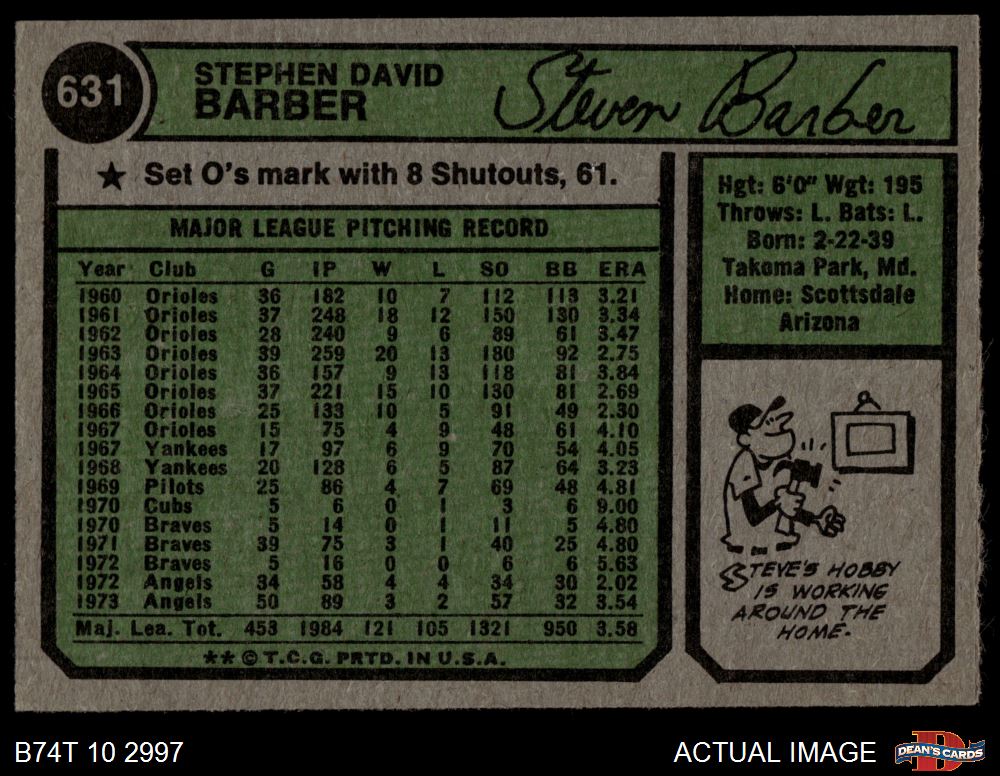 631
STEPHEN DAVID
BARBER
Steven Barber
★ Set O's mark with 8 Shutouts, 61.
MAJOR LEAGUE PITCHING RECORD
Year Club G IP W L SO BB ERA
1960 Orioles 36 182 10 7 112 113 3.21
1961 Orioles 37 248 18 12 150 130 3.34
1962 Orioles 28 240 9 6 89 61 3.47
1963 Orioles 39 259 20 13 180 92 2.75
1964 Orioles 36 157 9 13 118 81 3.84
1965 Orioles 37 221 15 10 130 81 2.69
1966 Orioles 25 133 10 5 91 49 2.30
1967 Orioles 15 75 4 9 48 61 4.10
1967 Yankees 17 97 6 9 70 54 4.05
1968 Yankees 20 128 6 5 87 64 3.23
1969 Pilots 25 86 4 7 69 48 4.81
1970 Cubs 5 6 0 1 3 6 9.00
1970 Braves 5 14 0 1 11 5 4.80
1971 Braves 39 75 3 1 40 25 4.80
1972 Braves 5 16 0 0 6 6 5.63
1972 Angels 34 58 4 4 34 30 2.02
1973 Angels 50 89 3 2 57 32 3.54
Maj. Lea. Tot. 453 1984 121 105 1321 950 3.58
** © T.C.G. PRTD. IN U.S.A.
Hgt: 6'0" Wgt: 195
Throws: L. Bats: L.
Born: 2-22-39
Takoma Park, Md.
Home: Scottsdale
Arizona
STEVE'S HOBBY
IS WORKING
AROUND THE
HOME.
B74T 10 2997
ACTUAL IMAGE
DEAN'S CARDS